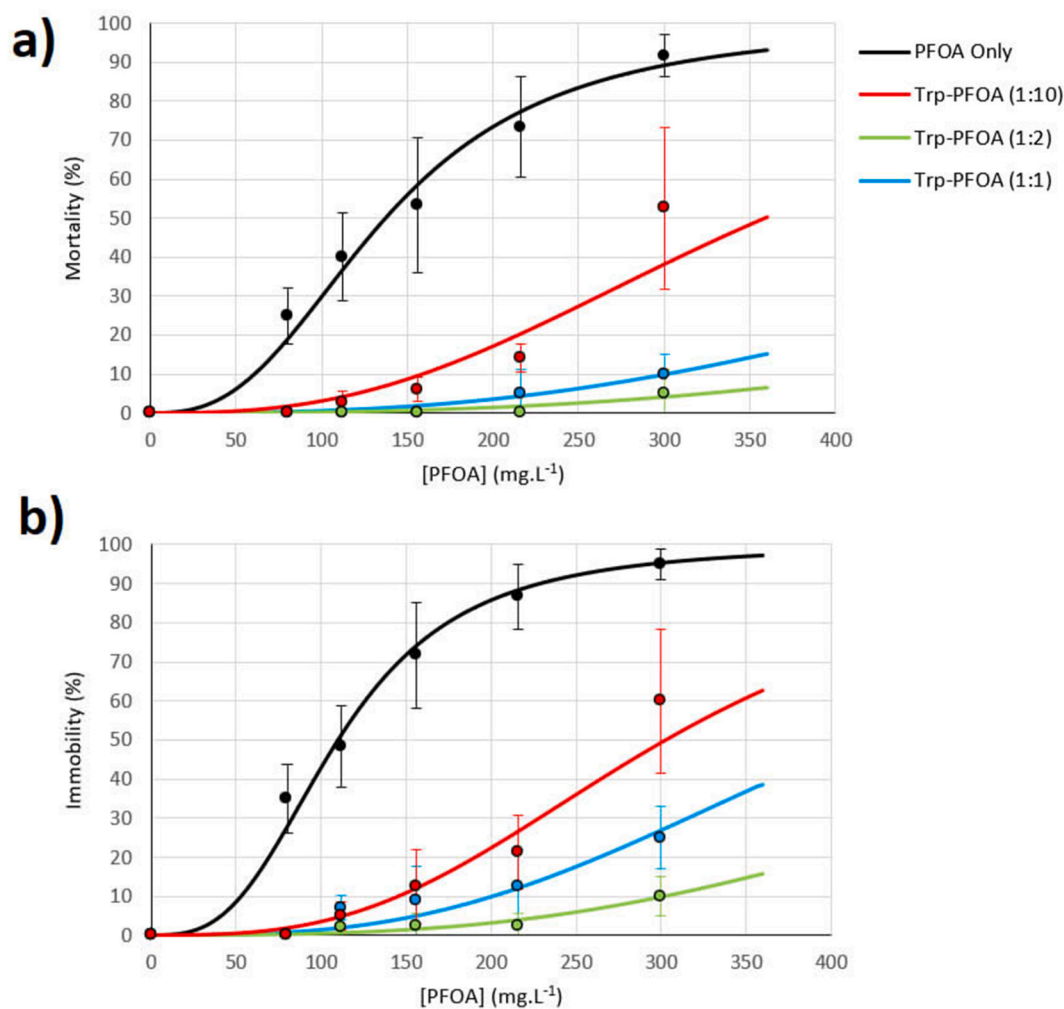 a)
100
90
80
70
60
50
40
30
20
10
0
Mortality (%)
0 50 100 150 200 250 300 350 400
[PFOA] (mg.L⁻¹)
PFOA Only
Trp-PFOA (1:10)
Trp-PFOA (1:2)
Trp-PFOA (1:1)
b)
100
90
80
70
60
50
40
30
20
10
0
Immobility (%)
0 50 100 150 200 250 300 350 400
[PFOA] (mg.L⁻¹)